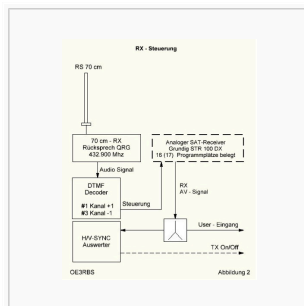 RX - Steuerung
RS 70 cm
70 cm - RX
Rücksprech QRG
432.900 Mhz
Analoger SAT-Receiver
Grundig STR 100 DX
16 (17) Programmplätze belegt
Audio Signal
DTMF
Decoder
#1 Kanal +1
#3 Kanal -1
Steuerung
RX
AV - Signal
User - Eingang
H/V-SYNC
Auswerter
TX On/Off
OE3RBS
Abbildung 2